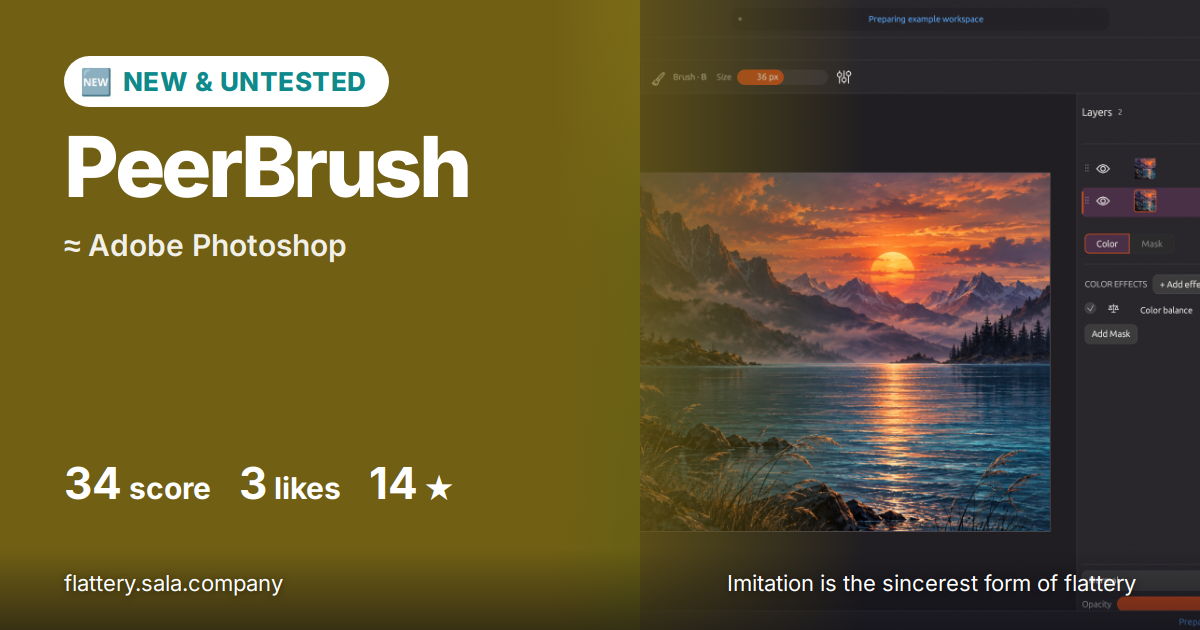 NEW NEW & UNTESTED
PeerBrush
≈ Adobe Photoshop
34 score 3 likes 14 ★
flattery.sala.company
Imitation is the sincerest form of flattery
Preparing example workspace
Brush · B Size 36 px
Layers 2
Color Mask
COLOR EFFECTS + Add effe
Color balance
Add Mask
Opacity
Prepa